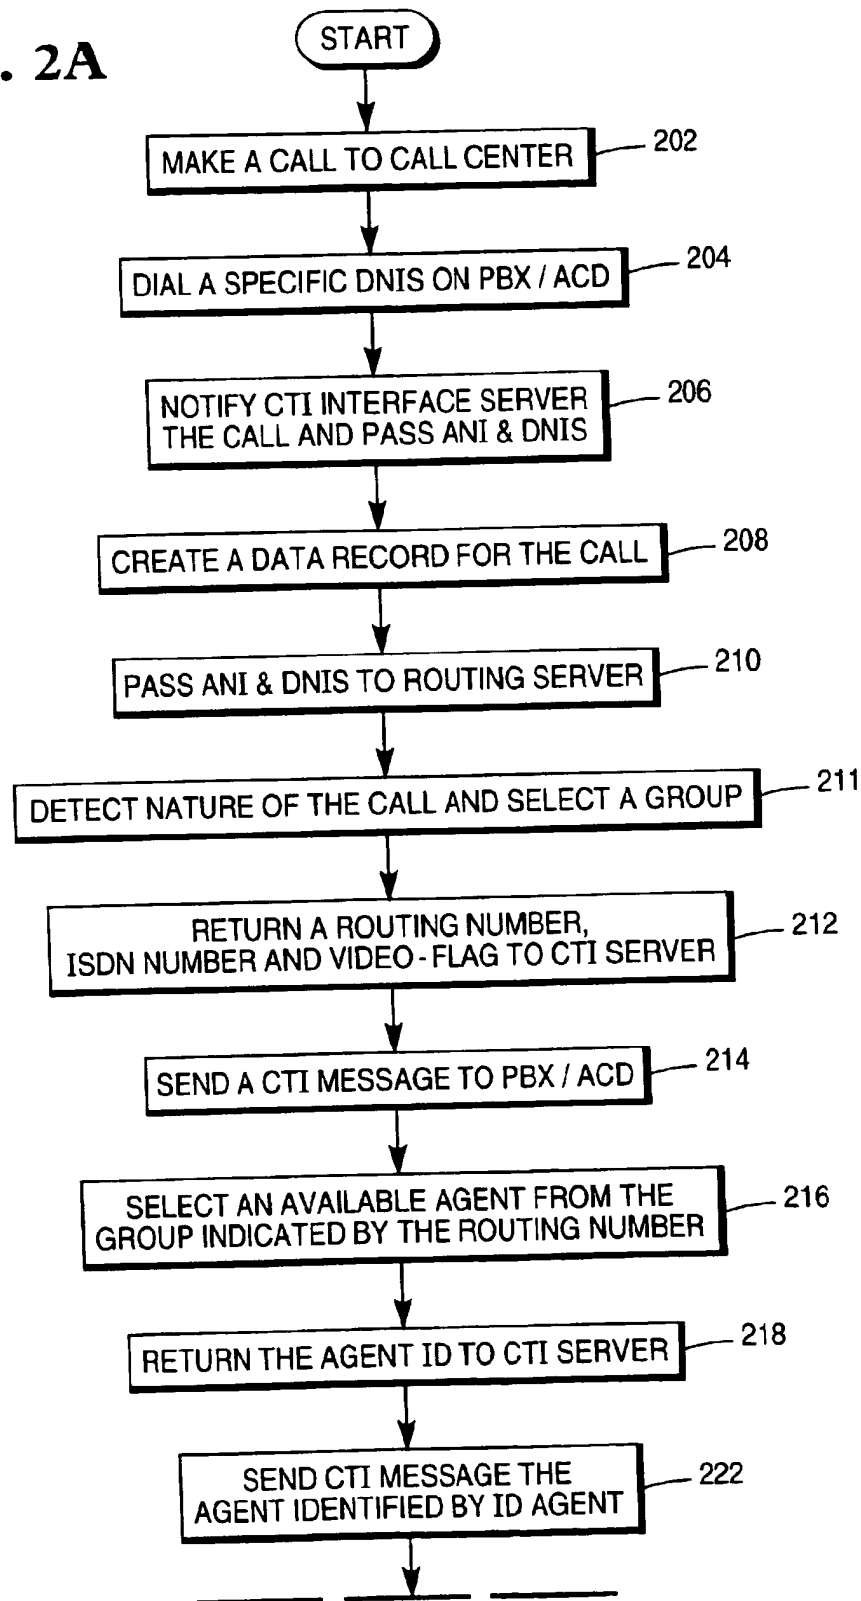 . 2A
START
MAKE A CALL TO CALL CENTER
202
DIAL A SPECIFIC DNIS ON PBX / ACD
204
NOTIFY CTI INTERFACE SERVER
THE CALL AND PASS ANI & DNIS
206
CREATE A DATA RECORD FOR THE CALL
208
PASS ANI & DNIS TO ROUTING SERVER
210
DETECT NATURE OF THE CALL AND SELECT A GROUP
211
RETURN A ROUTING NUMBER,
ISDN NUMBER AND VIDEO - FLAG TO CTI SERVER
212
SEND A CTI MESSAGE TO PBX / ACD
214
SELECT AN AVAILABLE AGENT FROM THE
GROUP INDICATED BY THE ROUTING NUMBER
216
RETURN THE AGENT ID TO CTI SERVER
218
SEND CTI MESSAGE THE
AGENT IDENTIFIED BY ID AGENT
222